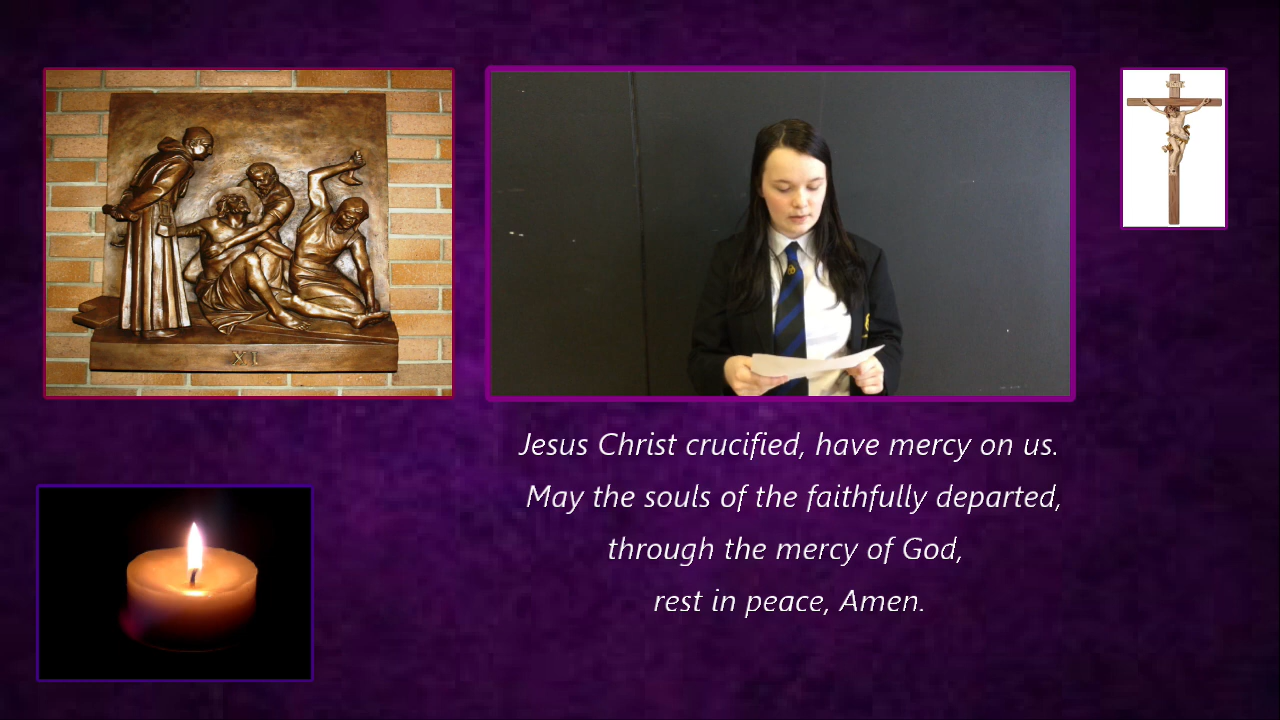 XI
Jesus Christ crucified, have mercy on us.
May the souls of the faithfully departed,
through the mercy of God,
rest in peace, Amen.